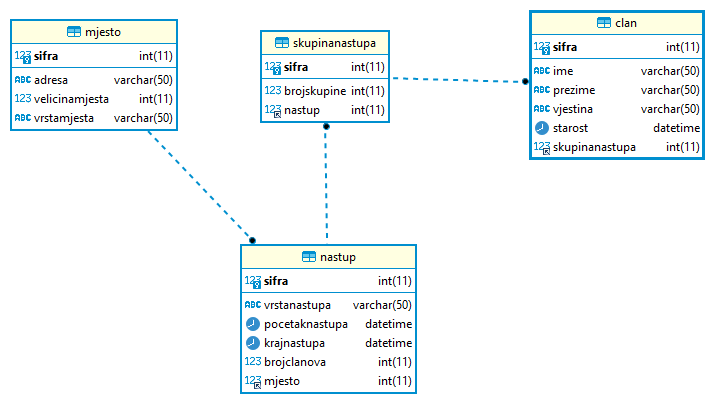 mjesto
123 sifra int(11)
ABC adresa varchar(50)
123 velicinamjesta int(11)
ABC vrstamjesta varchar(50)
skupinanastupa
123 sifra int(11)
123 brojskupine int(11)
123 nastup int(11)
clan
123 sifra int(11)
ABC ime varchar(50)
ABC prezime varchar(50)
ABC vjestina varchar(50)
starost datetime
123 skupinanastupa int(11)
nastup
123 sifra int(11)
ABC vrstanastupa varchar(50)
pocetaknastupa datetime
krajnastupa datetime
123 brojclanova int(11)
123 mjesto int(11)